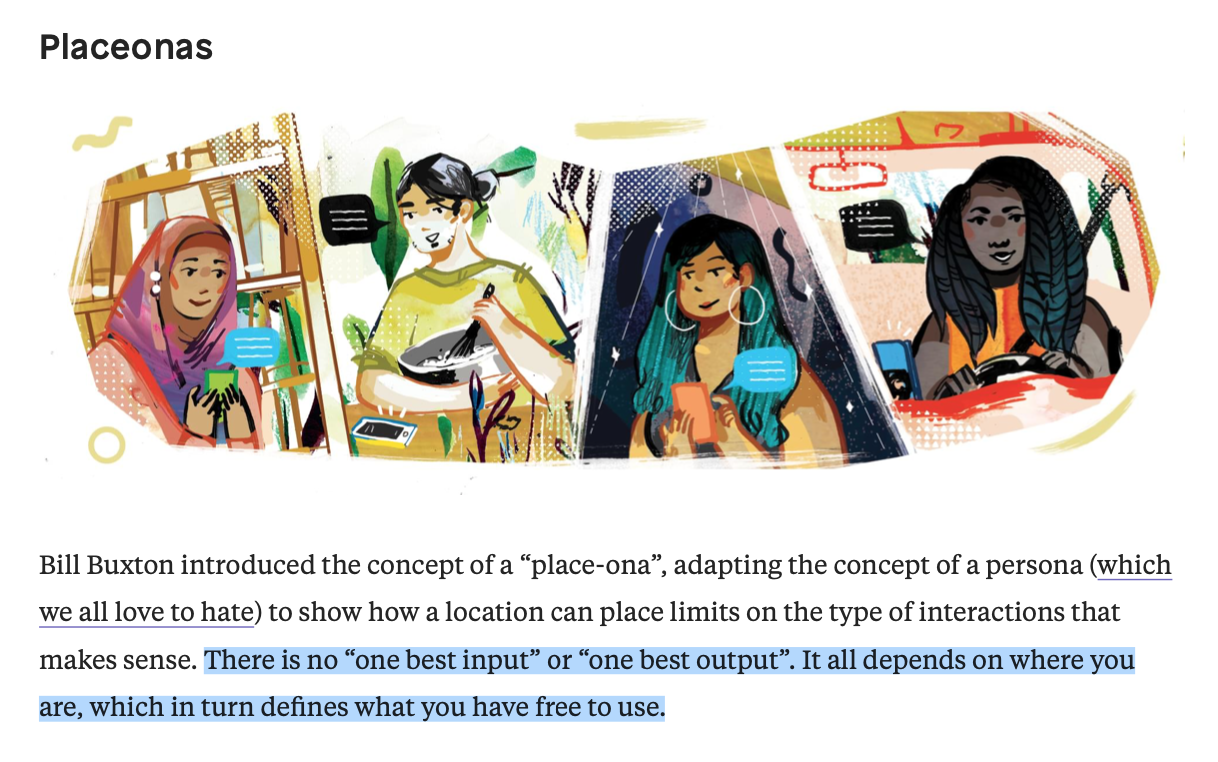 Placeonas
Bill Buxton introduced the concept of a “place-ona”, adapting the concept of a persona (which
we all love to hate) to show how a location can place limits on the type of interactions that
makes sense. There is no “one best input” or “one best output”. It all depends on where you
are, which in turn defines what you have free to use.